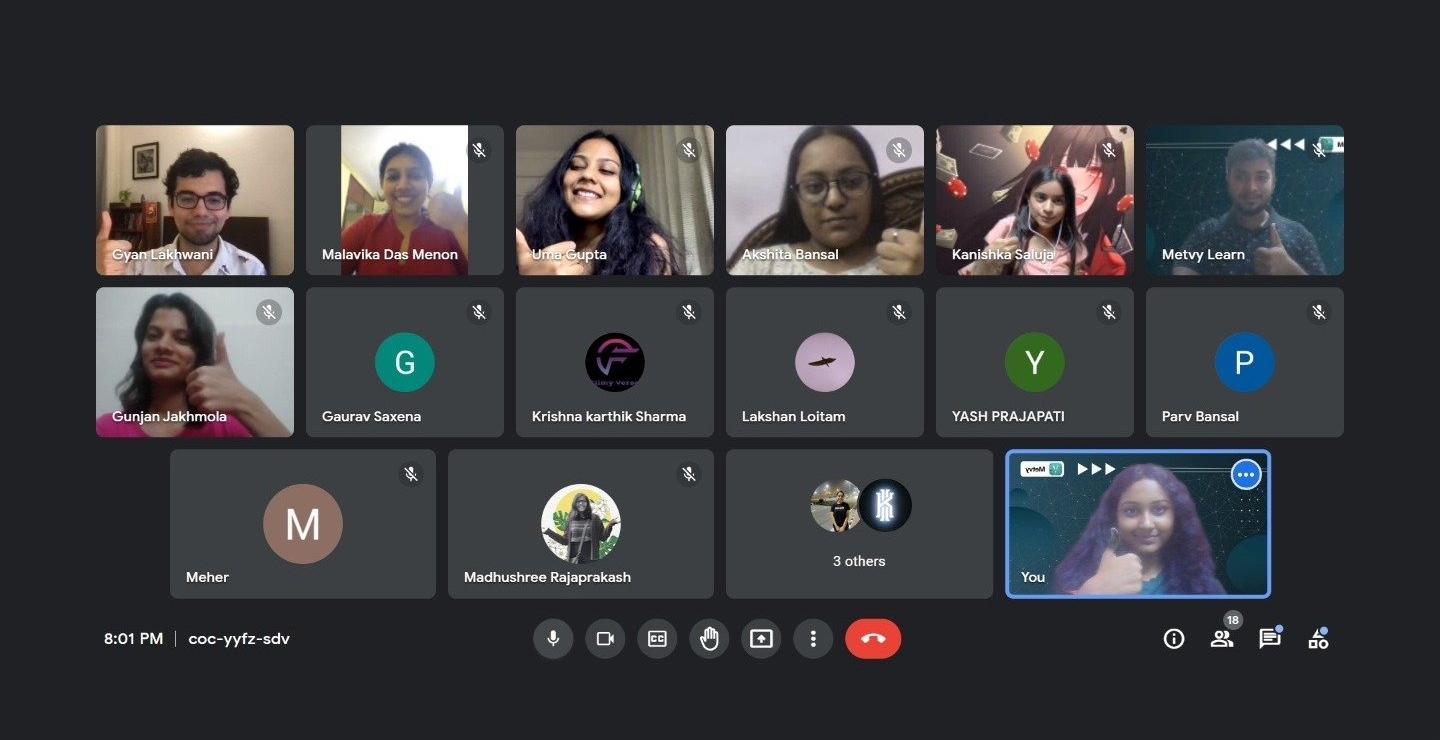 Gyan Lakhwani
Malavika Das Menon
Uma Gupta
Akshita Bansal
Kanishka Saluja
Metvy Learn
Gunjan Jakhmola
G
Gaurav Saxena
Krishna karthik Sharma
Lakshan Loitam
Y
YASH PRAJAPATI
P
Parv Bansal
M
Meher
Madhushree Rajaprakash
3 others
Metvy
You
8:01 PM | coc-yyfz-sdv
CC
18